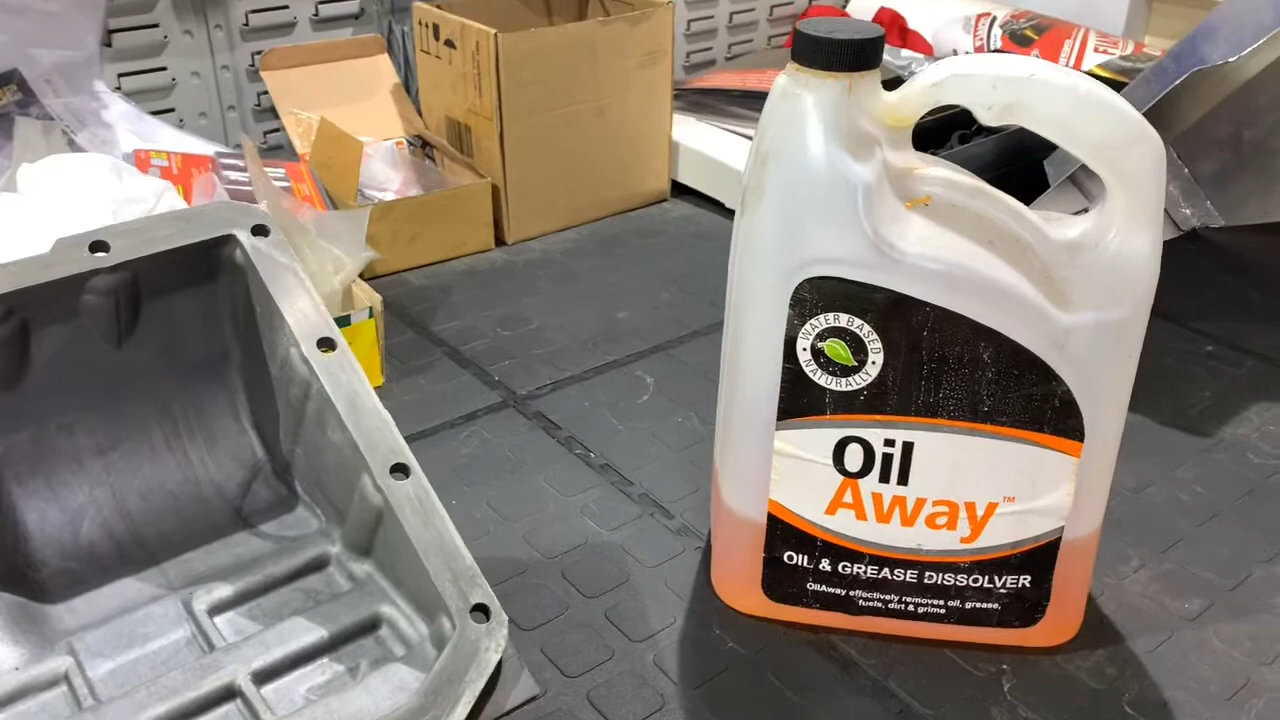 WATER BASED
NATURALLY
Oil
Away™
OIL & GREASE DISSOLVER
OilAway effectively removes oil, grease,
fuels, dirt & grime